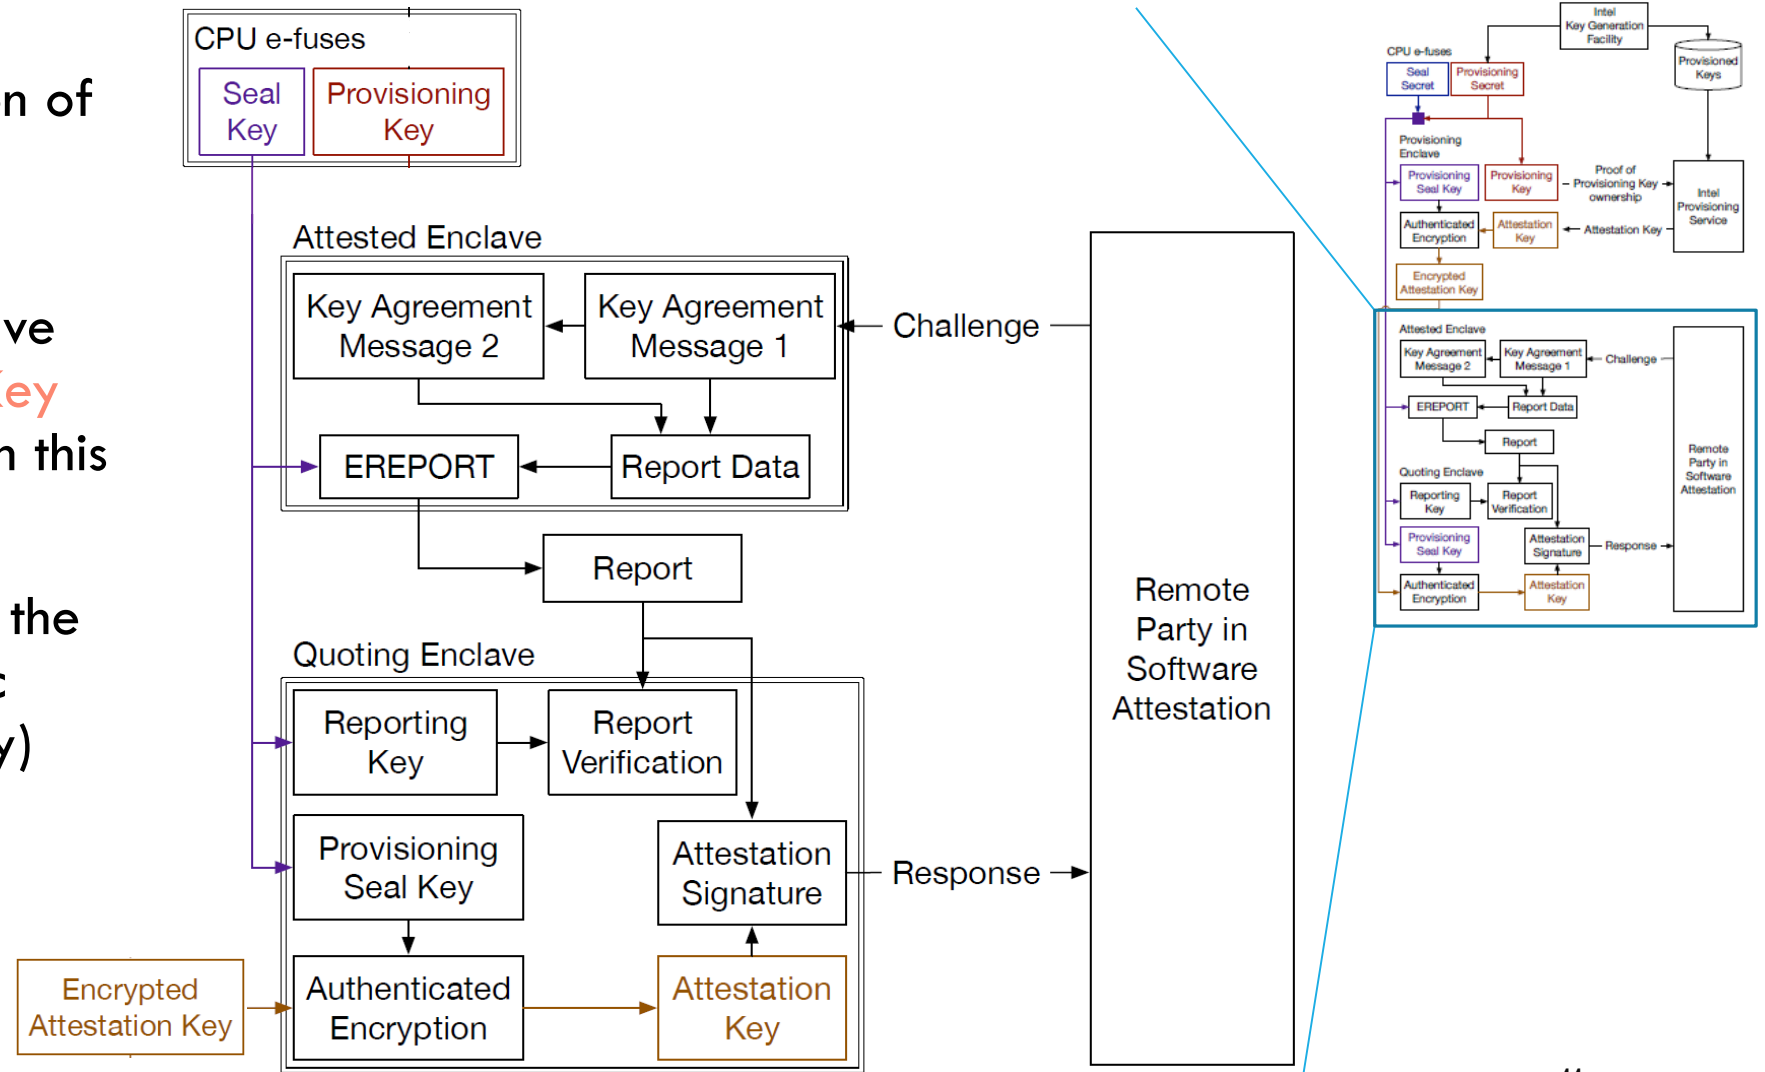 n of
ve
Key
n this
the
y)
CPU e-fuses
Seal
Key
Provisioning
Key
Attested Enclave
Key Agreement
Message 2
Key Agreement
Message 1
Challenge
EREPORT
Report Data
Report
Quoting Enclave
Reporting
Key
Report
Verification
Provisioning
Seal Key
Attestation
Signature
Response
Encrypted
Attestation Key
Authenticated
Encryption
Attestation
Key
Remote
Party in
Software
Attestation
Intel
Key Generation
Facility
CPU e-fuses
Seal
Secret
Provisioning
Secret
Provisioned
Keys
Provisioning
Enclave
Provisioning
Seal Key
Provisioning
Key
Proof of
Provisioning Key
ownership
Intel
Provisioning
Service
Authenticated
Encryption
Attestation
Key
Attestation Key
Encrypted
Attestation Key
Attested Enclave
Key Agreement
Message 2
Key Agreement
Message 1
Challenge
EREPORT
Report Data
Report
Quoting Enclave
Reporting
Key
Report
Verification
Provisioning
Seal Key
Attestation
Signature
Response
Authenticated
Encryption
Attestation
Key
Remote
Party in
Software
Attestation